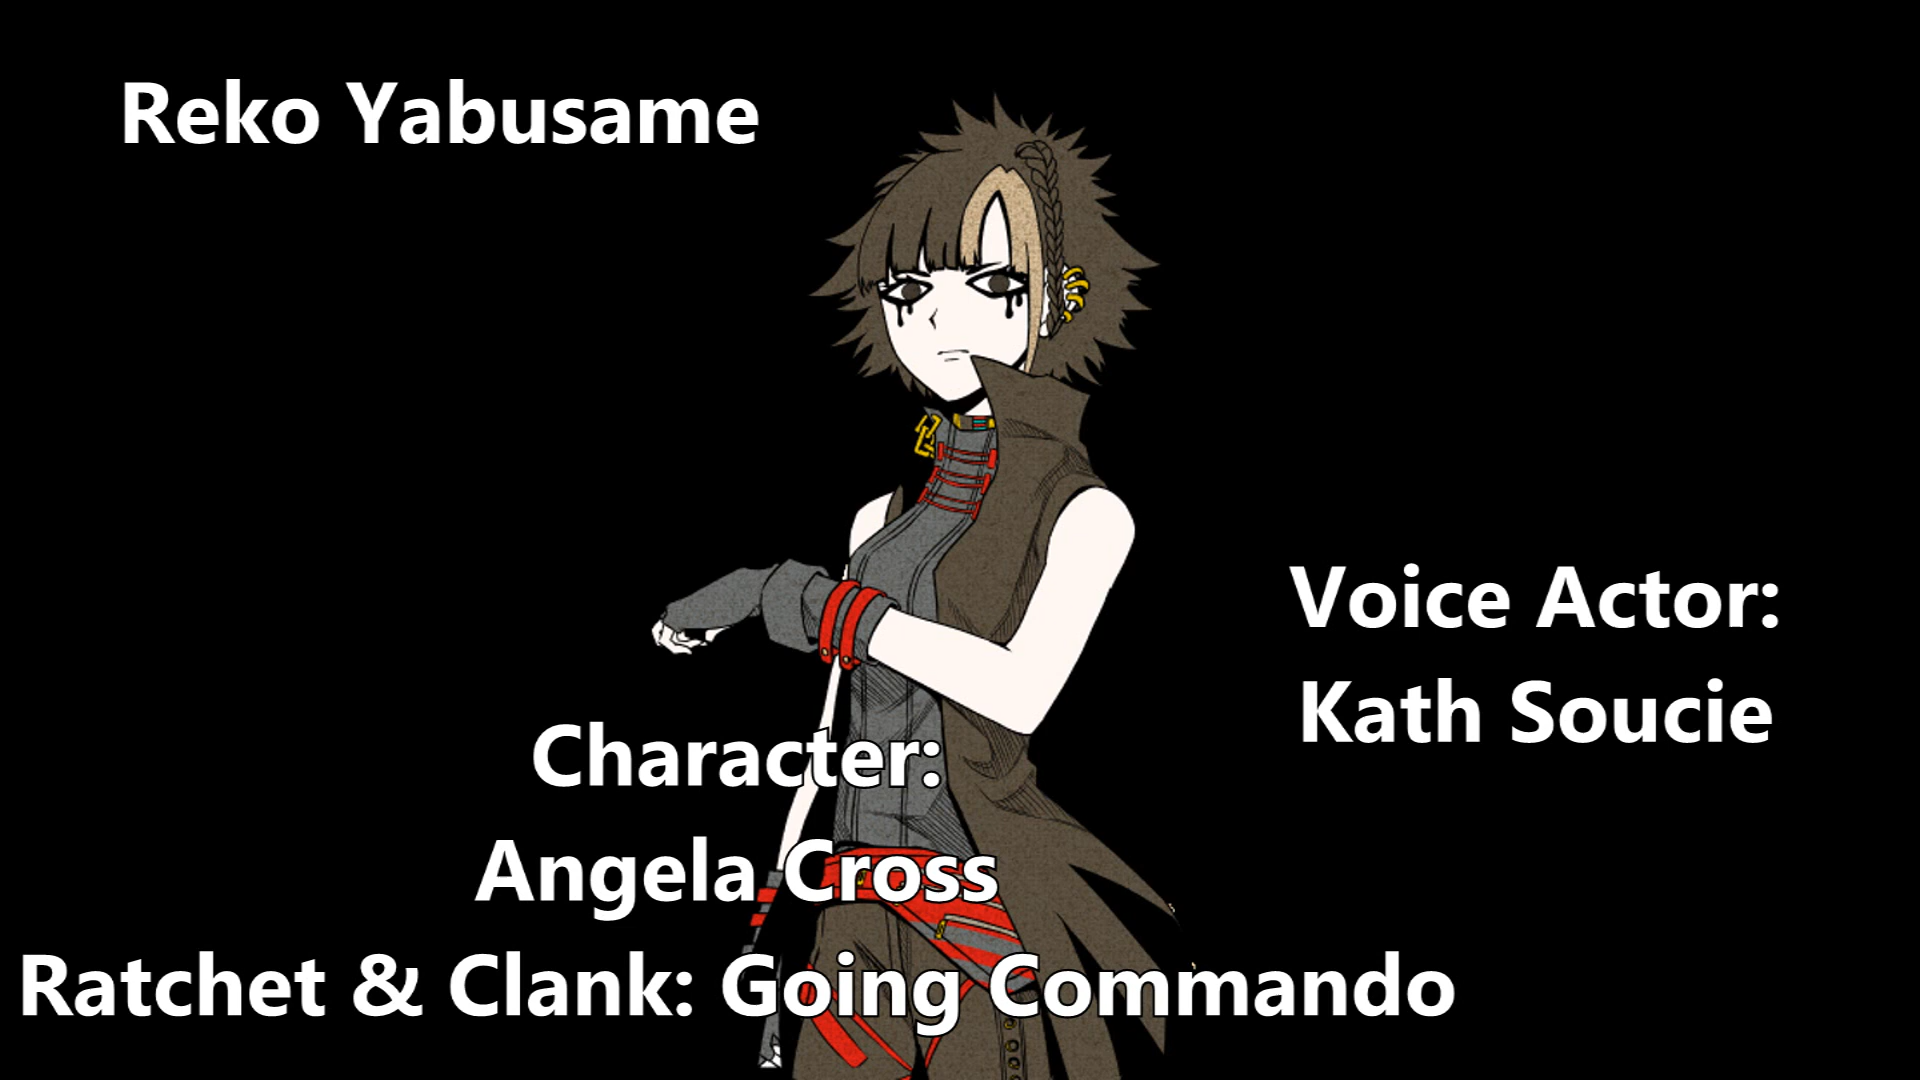 Reko Yabusame
Voice Actor:
Kath Soucie
Character:
Angela Cross
Ratchet & Clank: Going Commando